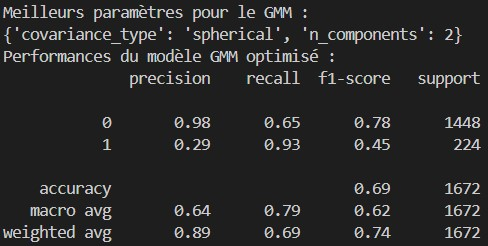 Meilleurs paramètres pour le GMM :
{'covariance_type': 'spherical', 'n_components': 2}
Performances du modèle GMM optimisé :
precision recall f1-score support
0 0.98 0.65 0.78 1448
1 0.29 0.93 0.45 224
accuracy 0.69 1672
macro avg 0.64 0.79 0.62 1672
weighted avg 0.89 0.69 0.74 1672